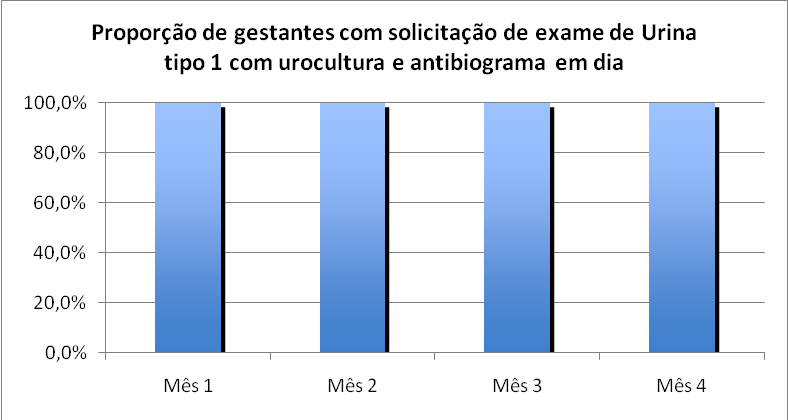 Proporção de gestantes com solicitação de exame de Urina
tipo 1 com urocultura e antibiograma em dia
100,0%
80,0%
60,0%
40,0%
20,0%
0,0%
Mês 1 Mês 2 Mês 3 Mês 4